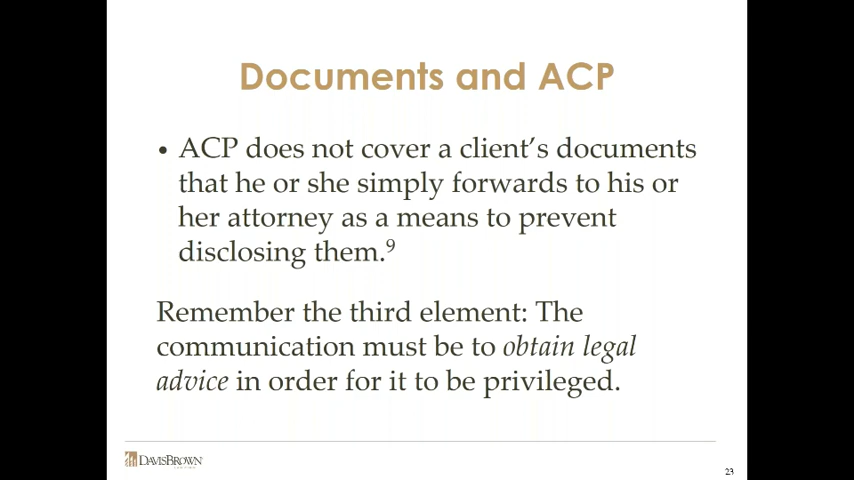 Documents and ACP
• ACP does not cover a client’s documents
that he or she simply forwards to his or
her attorney as a means to prevent
disclosing them.⁹
Remember the third element: The
communication must be to obtain legal
advice in order for it to be privileged.
DAVISBROWN
23